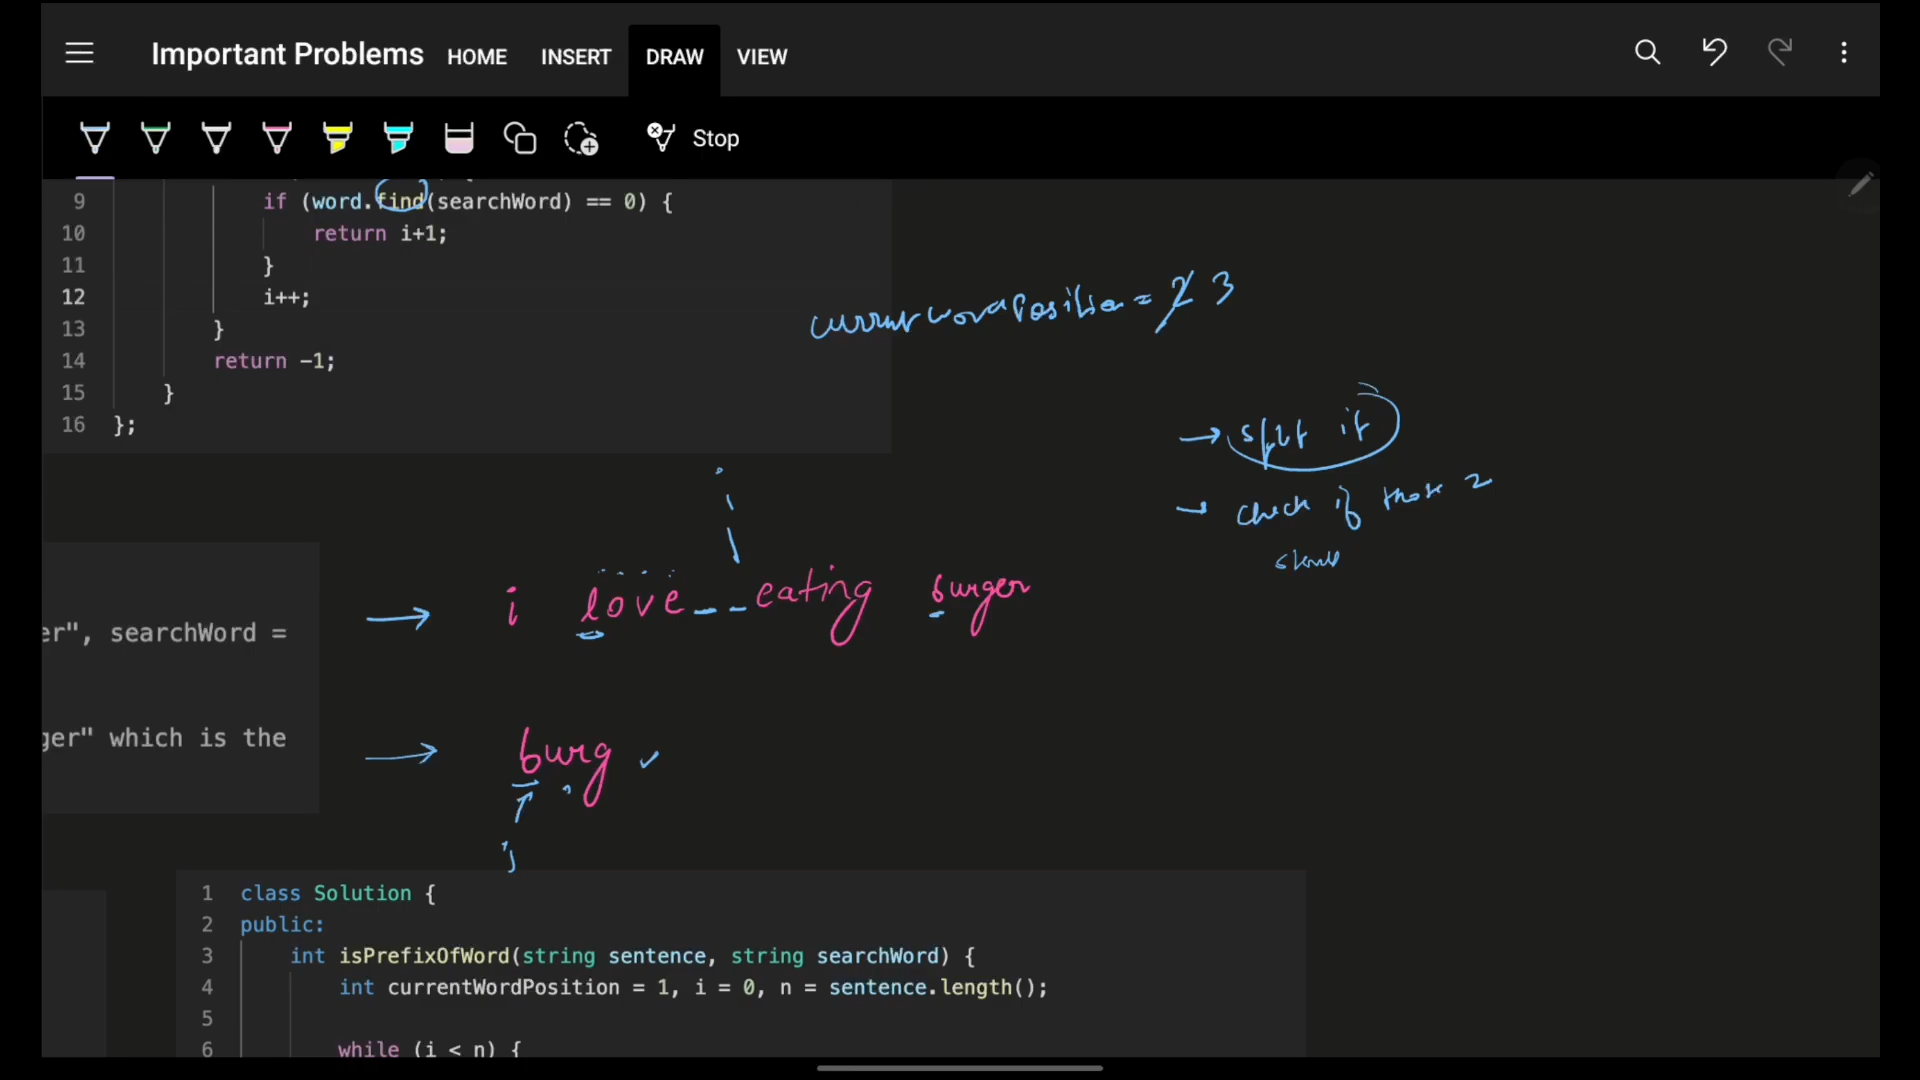 Important Problems HOME INSERT DRAW VIEW
Stop
9 if (word.find(searchWord) == 0) {
10 return i+1;
11 }
12 i++;
13 }
14 return -1;
15 }
16 };
currentwordPosition = 2 3
→ split it
→ check if those 2
i
er", searchWord =
→ i love -- eating burger
ger" which is the
→ burg ✓
j
1 class Solution {
2 public:
3 int isPrefixOfWord(string sentence, string searchWord) {
4 int currentWordPosition = 1, i = 0, n = sentence.length();
5
6 while (i < n) {